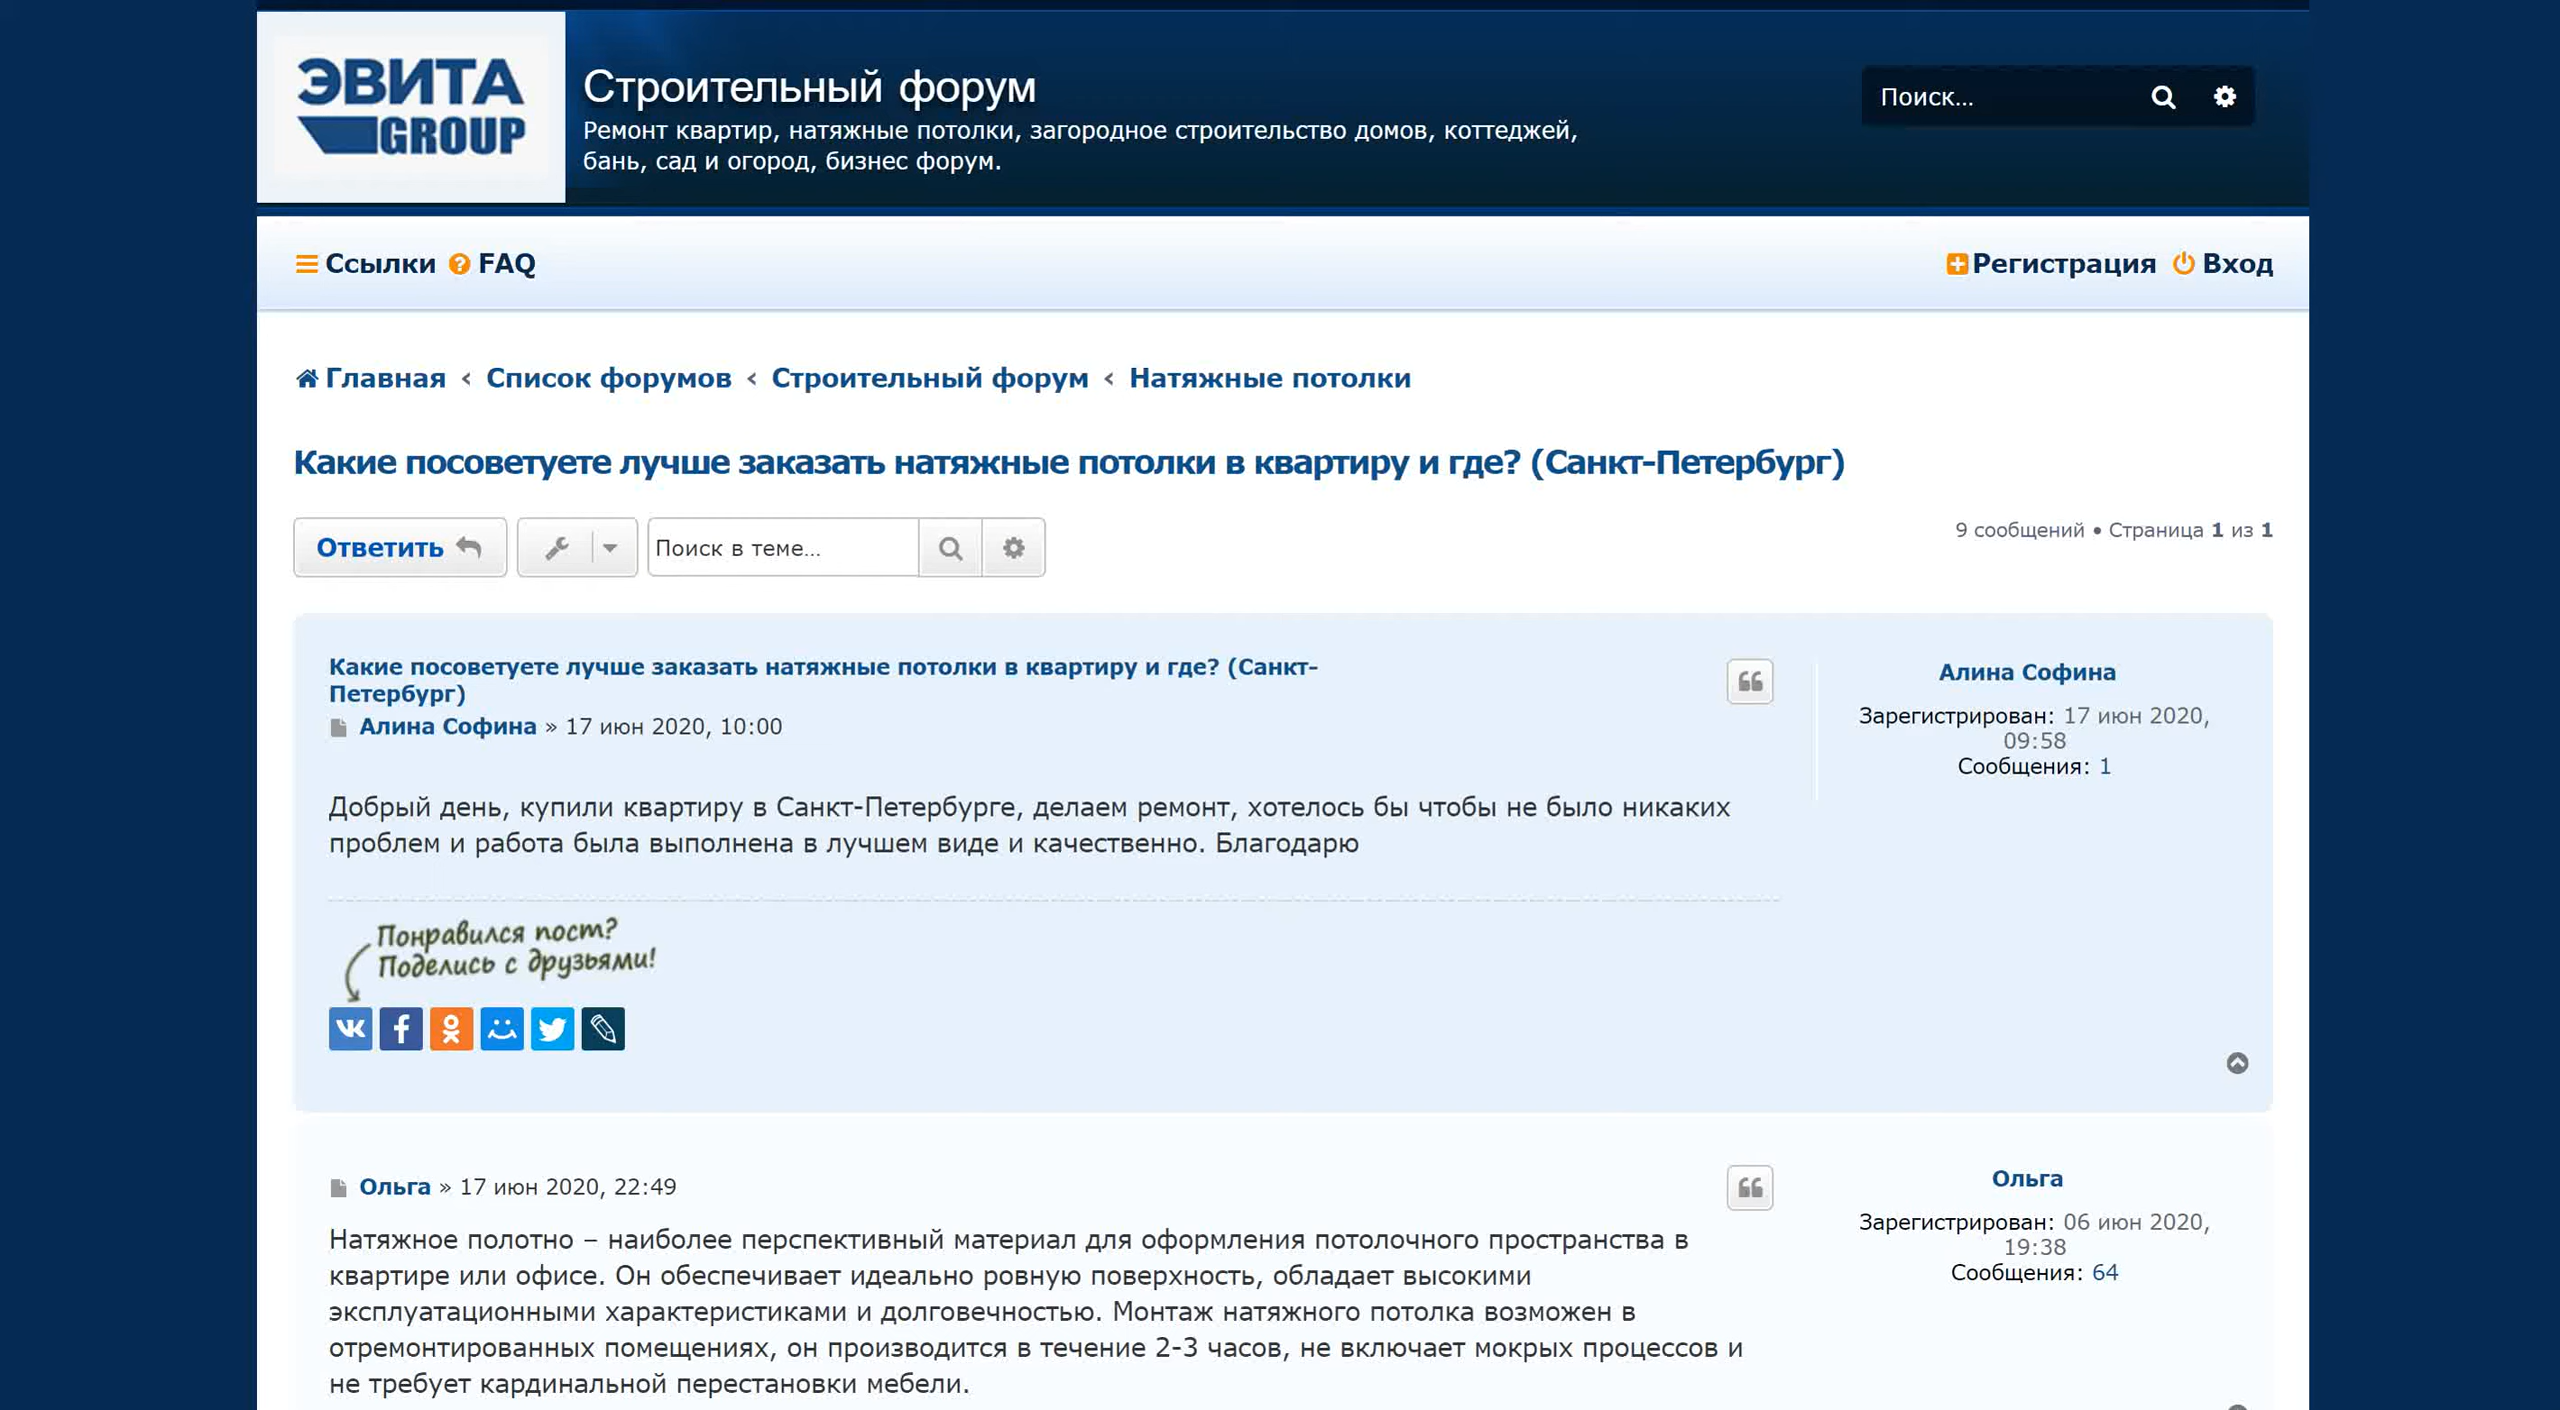 ЭВИТА
GROUP
Строительный форум
Ремонт квартир, натяжные потолки, загородное строительство домов, коттеджей,
бань, сад и огород, бизнес форум.
Поиск...
Ссылки FAQ
Регистрация Вход
Главная ‹ Список форумов ‹ Строительный форум ‹ Натяжные потолки
Какие посоветуете лучше заказать натяжные потолки в квартиру и где? (Санкт-Петербург)
Ответить
Поиск в теме...
9 сообщений • Страница 1 из 1
Какие посоветуете лучше заказать натяжные потолки в квартиру и где? (Санкт-
Петербург)
Алина Софина » 17 июн 2020, 10:00
Добрый день, купили квартиру в Санкт-Петербурге, делаем ремонт, хотелось бы чтобы не было никаких
проблем и работа была выполнена в лучшем виде и качественно. Благодарю
Алина Софина
Зарегистрирован: 17 июн 2020,
09:58
Сообщения: 1
Понравился пост?
Поделись с друзьями!
Ольга » 17 июн 2020, 22:49
Натяжное полотно – наиболее перспективный материал для оформления потолочного пространства в
квартире или офисе. Он обеспечивает идеально ровную поверхность, обладает высокими
эксплуатационными характеристиками и долговечностью. Монтаж натяжного потолка возможен в
отремонтированных помещениях, он производится в течение 2-3 часов, не включает мокрых процессов и
не требует кардинальной перестановки мебели.
Ольга
Зарегистрирован: 06 июн 2020,
19:38
Сообщения: 64